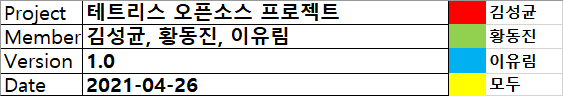 Project 테트리스 오픈소스 프로젝트 김성균
Member 김성균, 황동진, 이유림 황동진
Version 1.0 이유림
Date 2021-04-26 모두